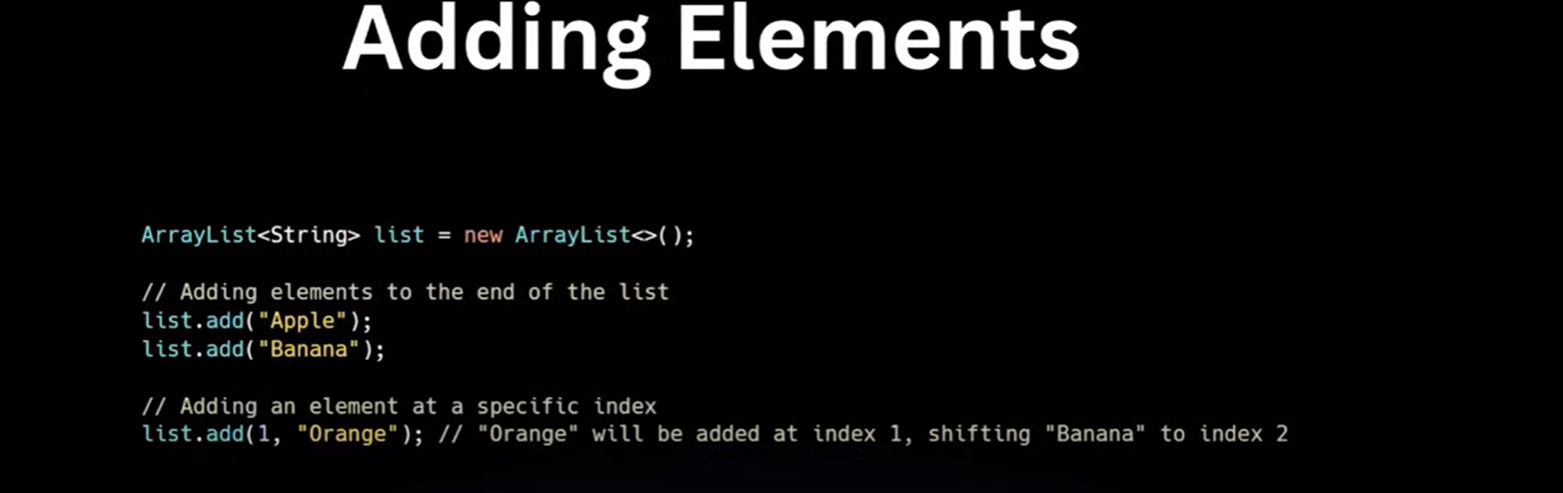 Adding Elements
ArrayList<String> list = new ArrayList<>();
// Adding elements to the end of the list
list.add("Apple");
list.add("Banana");
// Adding an element at a specific index
list.add(1, "Orange"); // "Orange" will be added at index 1, shifting "Banana" to index 2